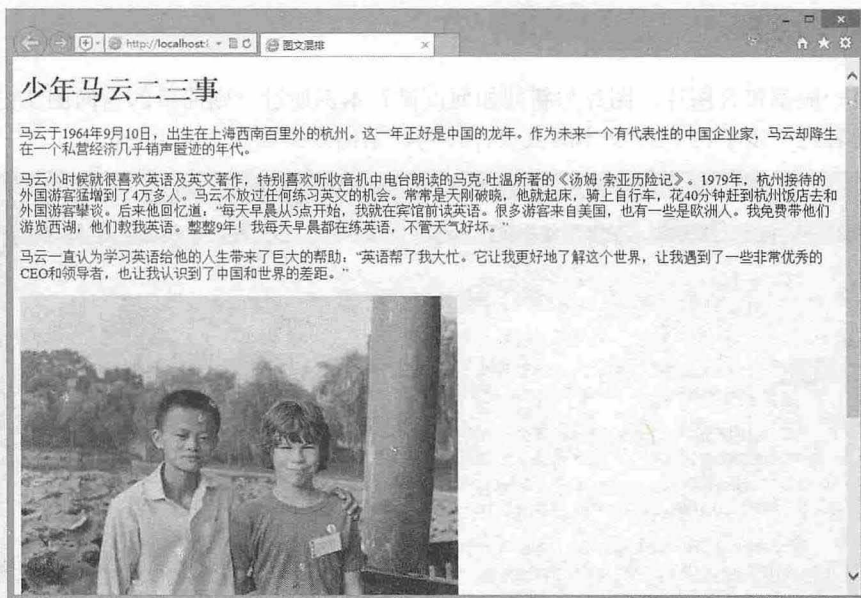 http://localhost:
图文混排
少年马云二三事
马云于1964年9月10日，出生在上海西南百里外的杭州。这一年正好是中国的龙年。作为未来一个有代表性的中国企业家，马云却降生
在一个私营经济几乎销声匿迹的年代。
马云小时候就很喜欢英语及英文著作，特别喜欢听收音机中电台朗读的马克·吐温所著的《汤姆·索亚历险记》。1979年，杭州接待的
外国游客猛增到了4万多人。马云不放过任何练习英文的机会。常常是天刚破晓，他就起床，骑上自行车，花40分钟赶到杭州饭店去和
外国游客攀谈。后来他回忆道：“每天早晨从5点开始，我就在宾馆前读英语。很多游客来自美国，也有一些是欧洲人。我免费带他们
游览西湖，他们教我英语。整整9年！我每天早晨都在练英语，不管天气好坏。”
马云一直认为学习英语给他的人生带来了巨大的帮助：“英语帮了我大忙。它让我更好地了解这个世界，让我遇到了一些非常优秀的
CEO和领导者，也让我认识到了中国和世界的差距。”